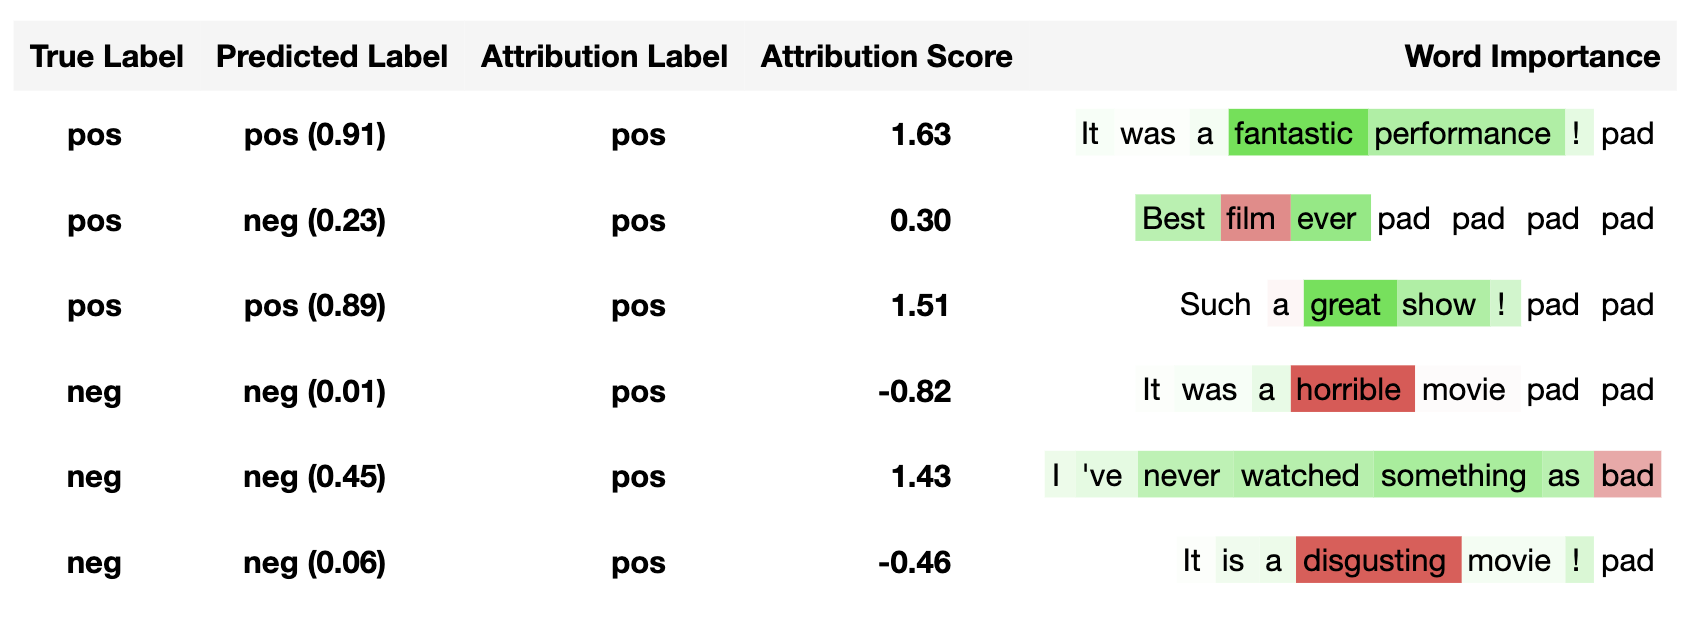 True Label Predicted Label Attribution Label Attribution Score Word Importance
pos pos (0.91) pos 1.63 It was a fantastic performance ! pad
pos neg (0.23) pos 0.30 Best film ever pad pad pad pad
pos pos (0.89) pos 1.51 Such a great show ! pad pad
neg neg (0.01) pos -0.82 It was a horrible movie pad pad
neg neg (0.45) pos 1.43 I 've never watched something as bad
neg neg (0.06) pos -0.46 It is a disgusting movie ! pad